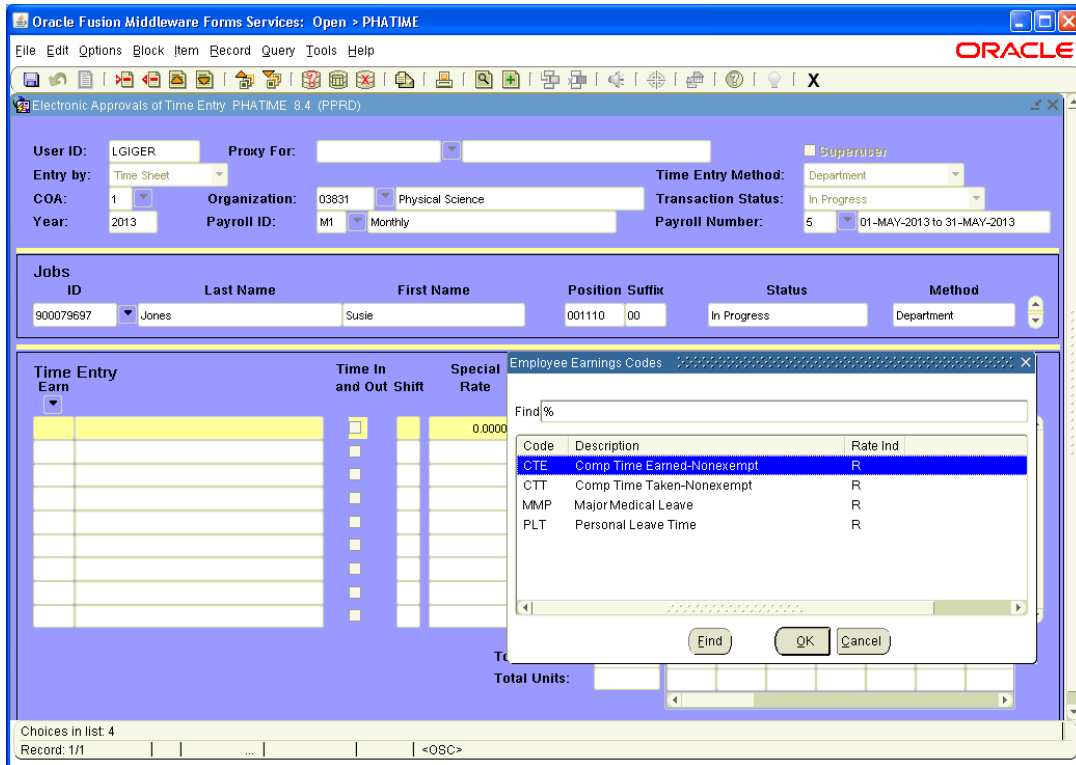 Oracle Fusion Middleware Forms Services: Open > PHATIME
File Edit Options Block Item Record Query Tools Help
ORACLE
X
Electronic Approvals of Time Entry PHATIME 8.4 (PPRD)
User ID: LGIGER Proxy For: Superuser
Entry by: Time Sheet Time Entry Method: Department
COA: 1 Organization: 03831 Physical Science Transaction Status: In Progress
Year: 2013 Payroll ID: M1 Monthly Payroll Number: 5 01-MAY-2013 to 31-MAY-2013
Jobs
ID Last Name First Name Position Suffix Status Method
900079697 Jones Susie 001110 00 In Progress Department
Time Entry
Earn
Time In
and Out Shift
Special
Rate
0.0000
Employee Earnings Codes
Find %
Code Description Rate Ind
CTE Comp Time Earned-Nonexempt R
CTT Comp Time Taken-Nonexempt R
MMP Major Medical Leave R
PLT Personal Leave Time R
Find OK Cancel
Total Units:
Choices in list: 4
Record: 1/1 ... <OSC>